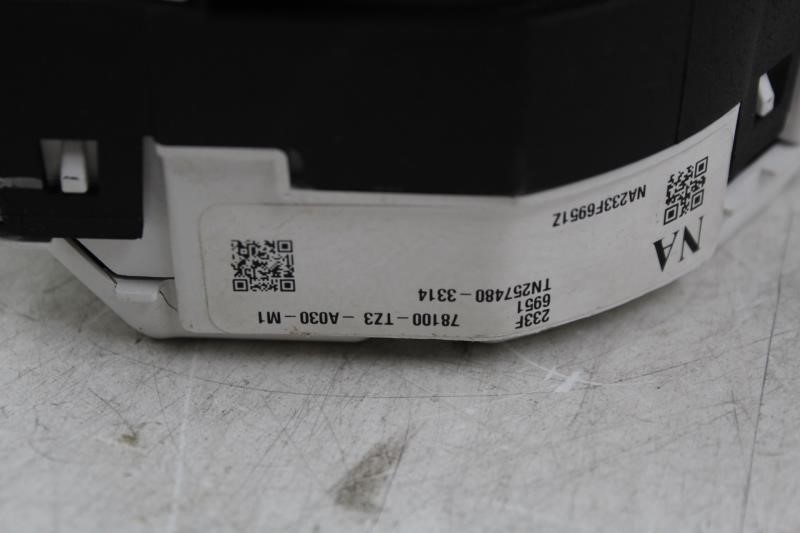 NA
NA233F6951Z
233F
6951
TN257480-3314
78100-TZ3-A030-M1